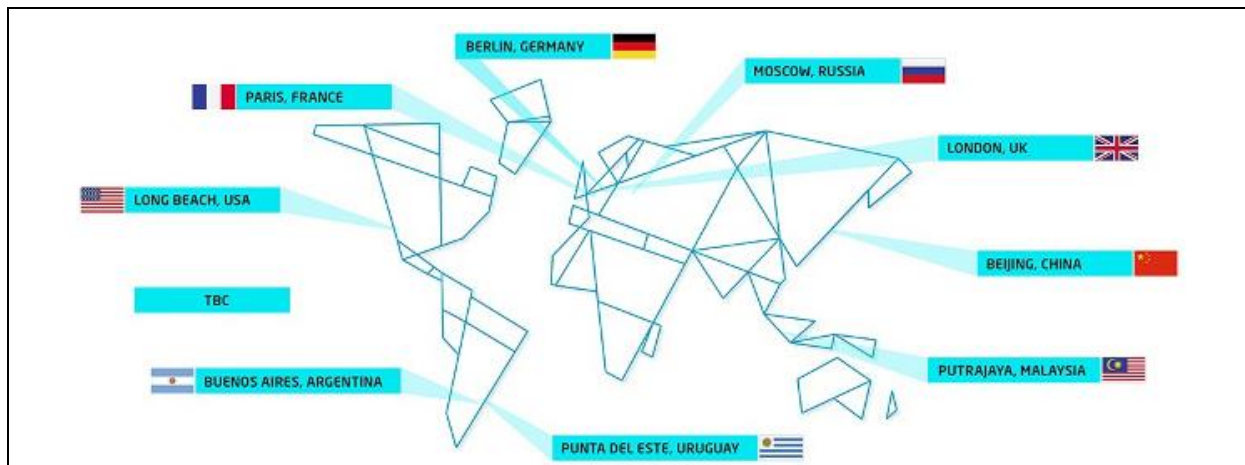 BERLIN, GERMANY
MOSCOW, RUSSIA
PARIS, FRANCE
LONDON, UK
LONG BEACH, USA
BEIJING, CHINA
TBC
PUTRAJAYA, MALAYSIA
BUENOS AIRES, ARGENTINA
PUNTA DEL ESTE, URUGUAY